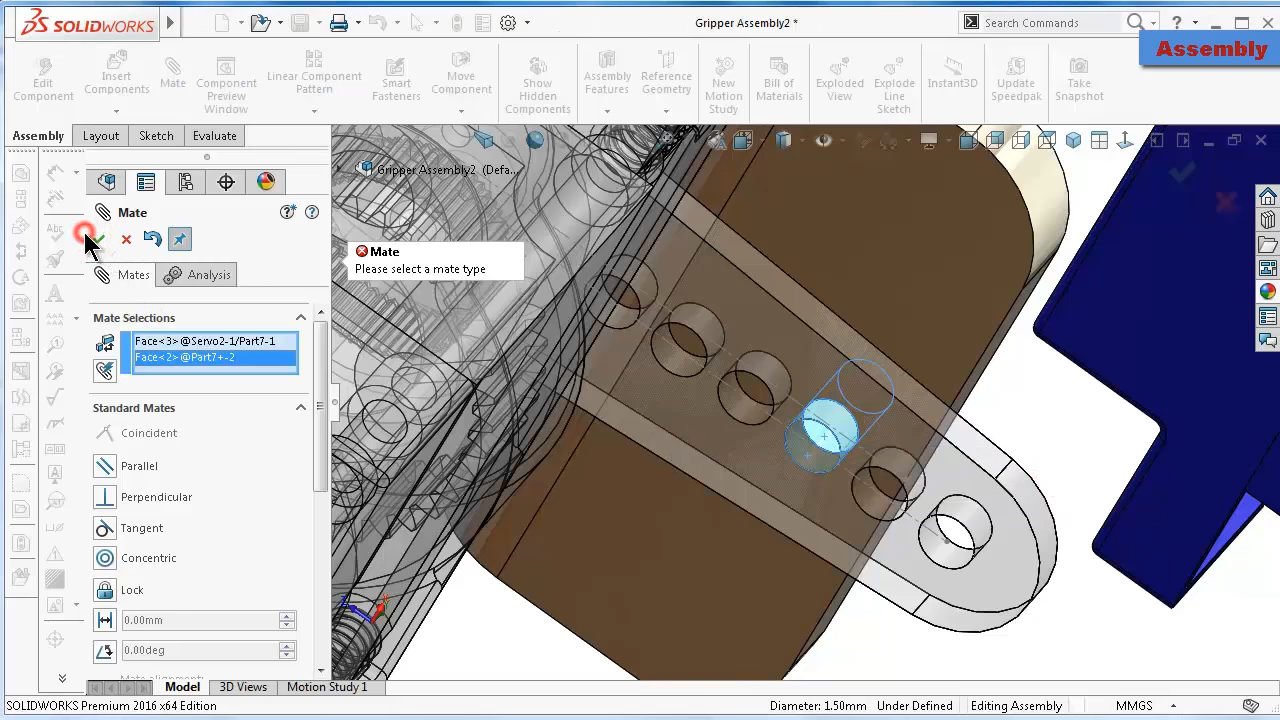 SOLIDWORKS
Gripper Assembly2 *
Search Commands
Assembly
Edit Component
Insert Components
Mate
Component Preview Window
Linear Component Pattern
Smart Fasteners
Move Component
Show Hidden Components
Assembly Features
Reference Geometry
New Motion Study
Bill of Materials
Exploded View
Explode Line Sketch
Instant3D
Update Speedpak
Take Snapshot
Assembly
Layout
Sketch
Evaluate
Gripper Assembly2 (Defa...
Mate
Mate
Please select a mate type
Mates
Analysis
Mate Selections
Face<3> @Servo2-1/Part7-1
Face<2> @Part7+-2
Standard Mates
Coincident
Parallel
Perpendicular
Tangent
Concentric
Lock
0.00mm
0.00deg
Mate alignment:
Model
3D Views
Motion Study 1
SOLIDWORKS Premium 2016 x64 Edition
Diameter: 1.50mm
Under Defined
Editing Assembly
MMGS